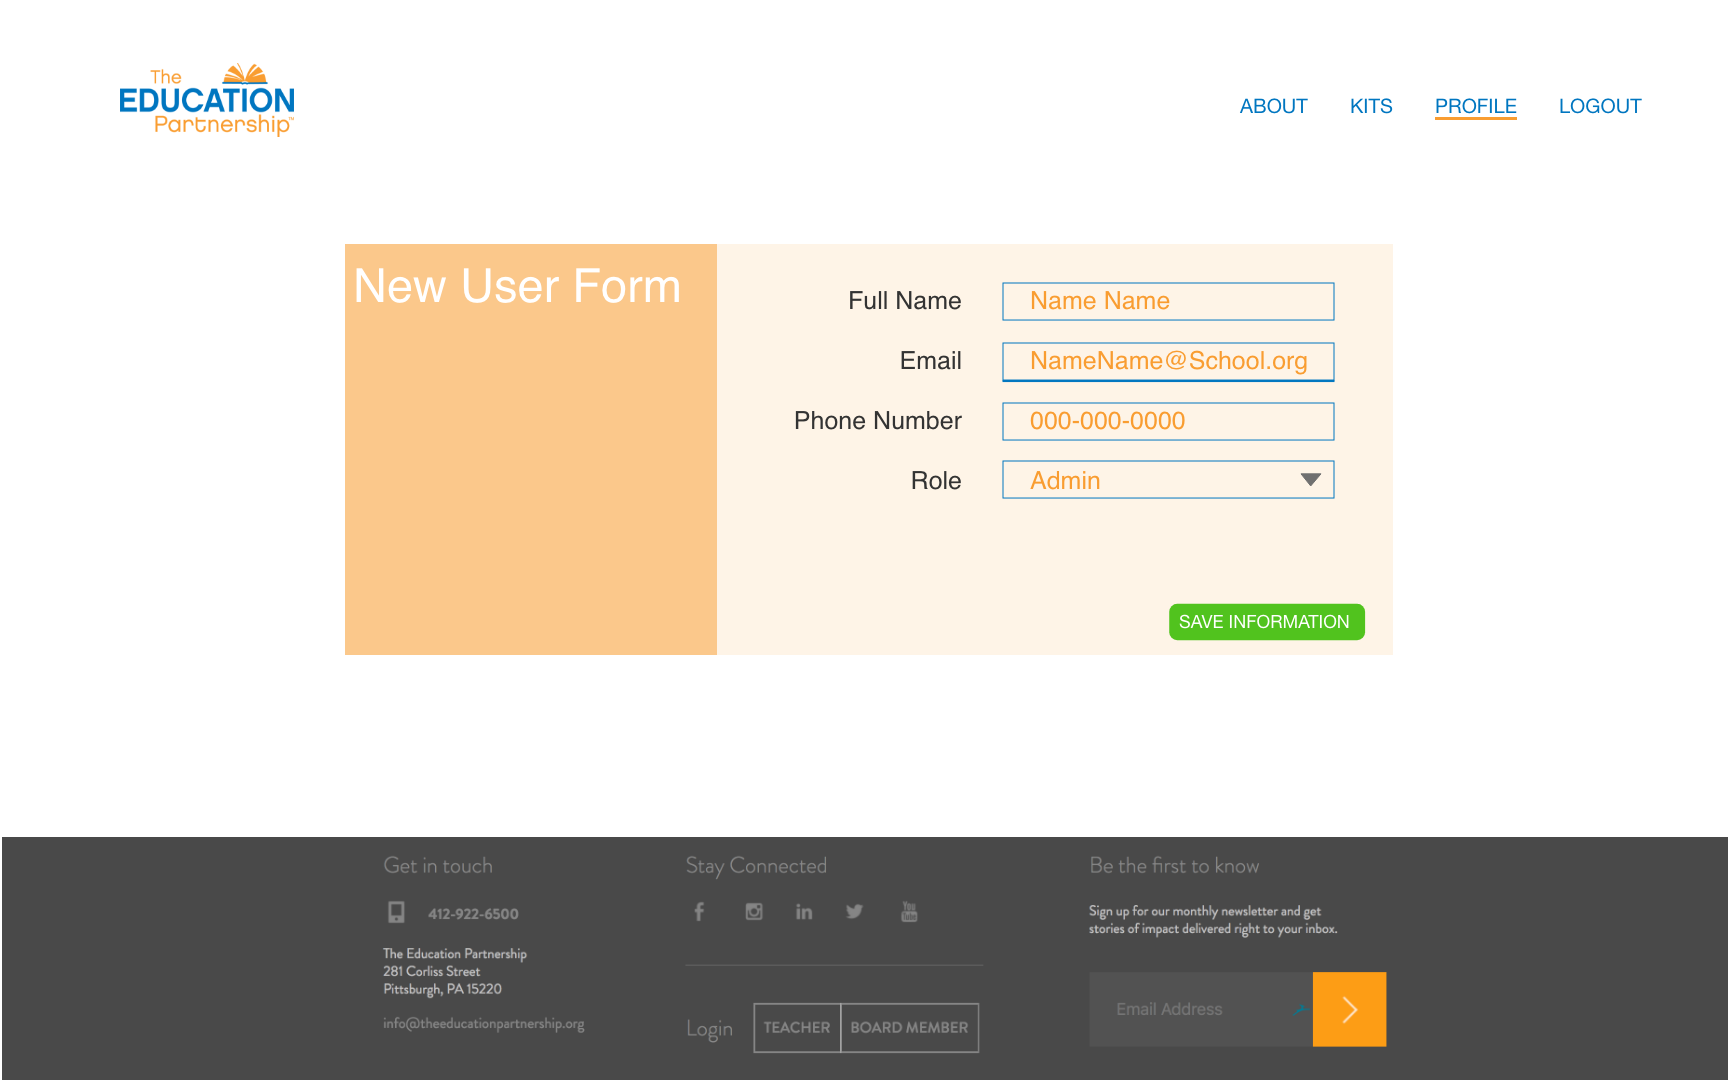 The
EDUCATION
Partnership™
ABOUT KITS PROFILE LOGOUT
New User Form
Full Name Name Name
Email NameName@School.org
Phone Number 000-000-0000
Role Admin
SAVE INFORMATION
Get in touch
412-922-6500
The Education Partnership
281 Corliss Street
Pittsburgh, PA 15220
info@theeducationpartnership.org
Stay Connected
f in You Tube
Login TEACHER BOARD MEMBER
Be the first to know
Sign up for our monthly newsletter and get
stories of impact delivered right to your inbox.
Email Address